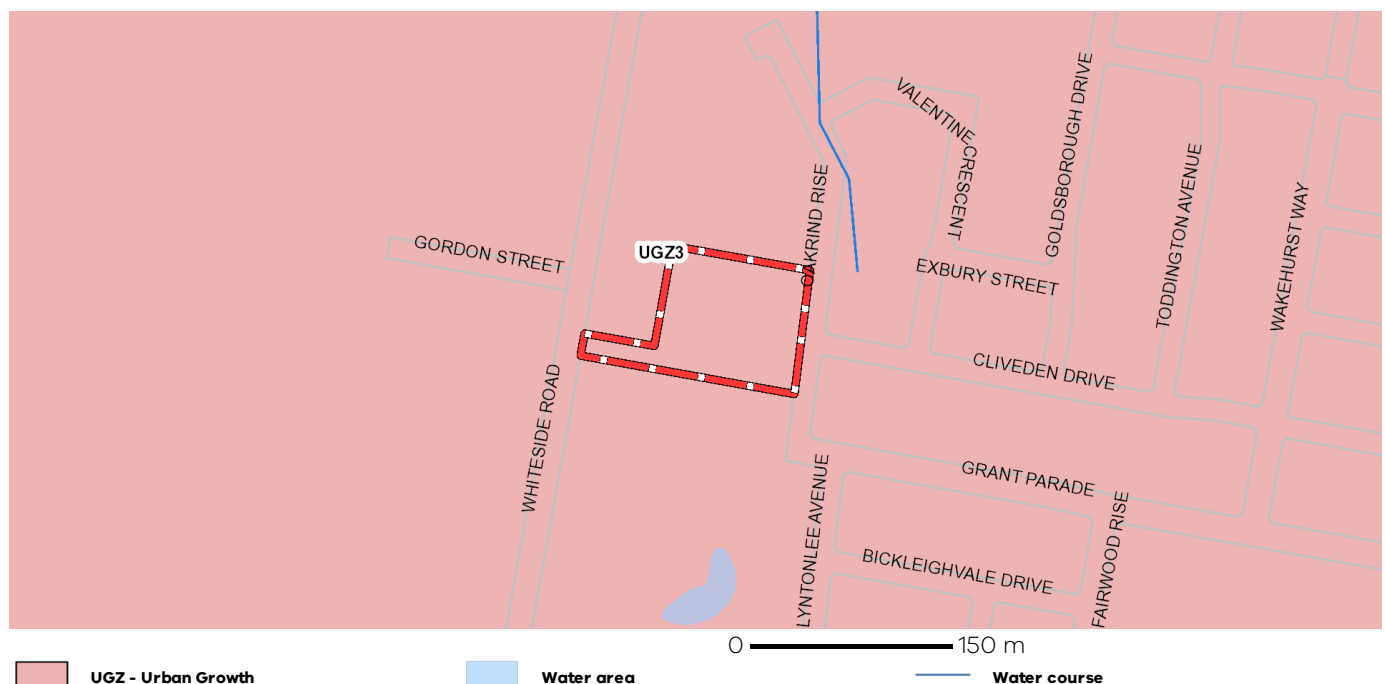 VALENTINE CRESCENT
GOLDSBOROUGH DRIVE
TODDINGTON AVENUE
WAKEHURST WAY
OAKRIND RISE
GORDON STREET
UGZ3
EXBURY STREET
CLIVEDEN DRIVE
WHITESIDE ROAD
GRANT PARADE
LYNTONLEE AVENUE
FAIRWOOD RISE
BICKLEIGHVALE DRIVE
0 150 m
UGZ - Urban Growth
Water area
Water course